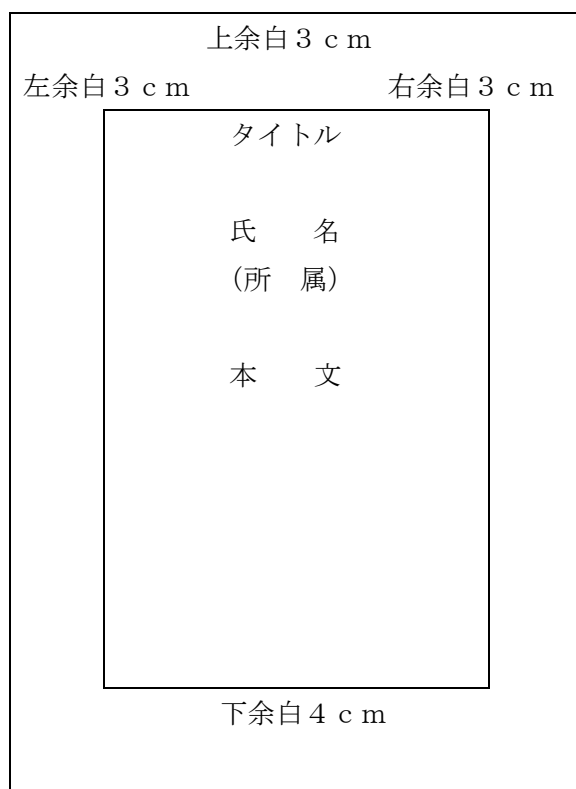 上余白３ｃｍ
左余白３ｃｍ　右余白３ｃｍ
タイトル
氏　　名
（所　属）
本　　文
下余白４ｃｍ